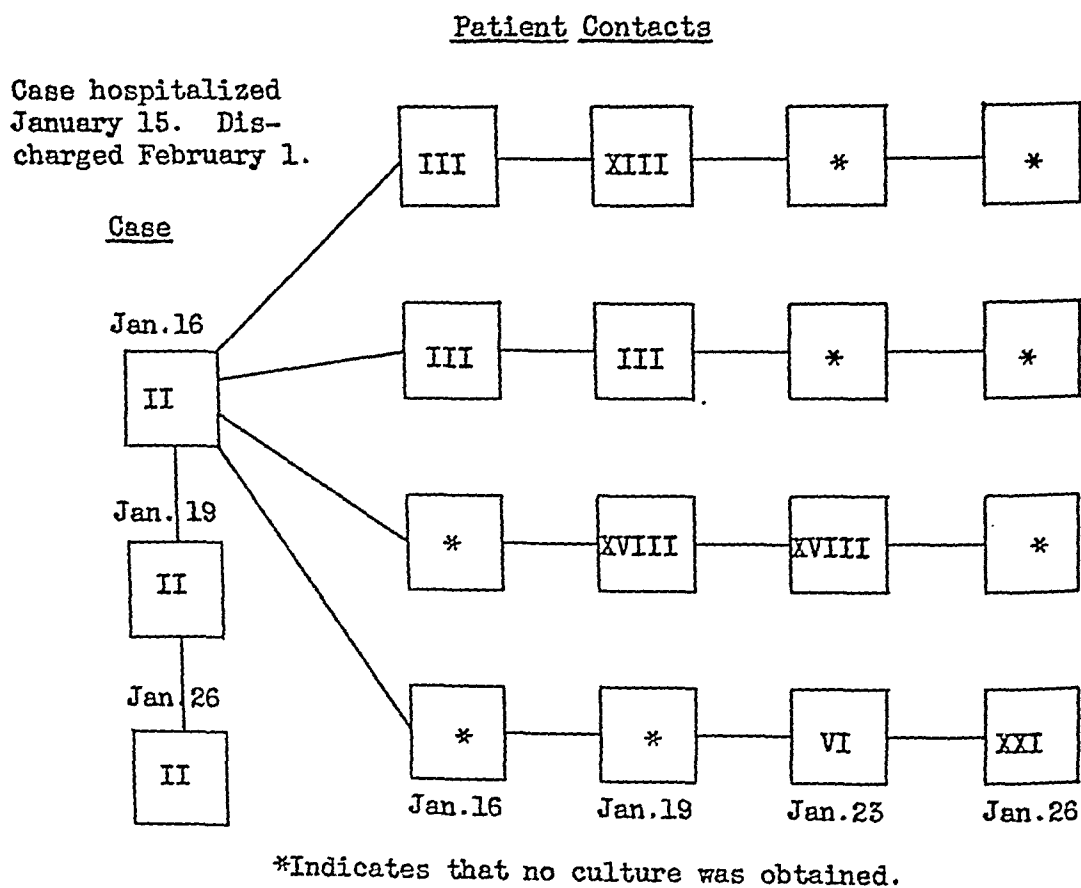 Patient Contacts
Case hospitalized
January 15. Dis-
charged February 1.
Case
III XIII * *
Jan.16
III III * *
II
Jan.19
* XVIII XVIII *
II
Jan.26
* * VI XXI
II
Jan.16 Jan.19 Jan.23 Jan.26
*Indicates that no culture was obtained.